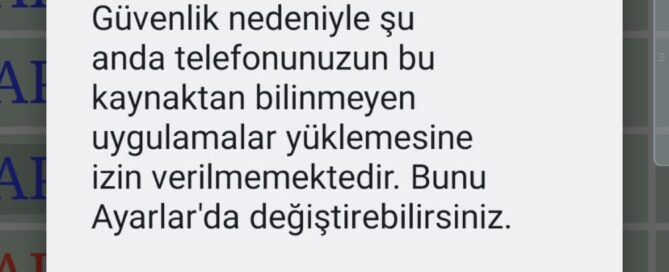 Güvenlik nedeniyle şu
anda telefonunuzun bu
kaynaktan bilinmeyen
uygulamalar yüklemesine
izin verilmemektedir. Bunu
Ayarlar'da değiştirebilirsiniz.